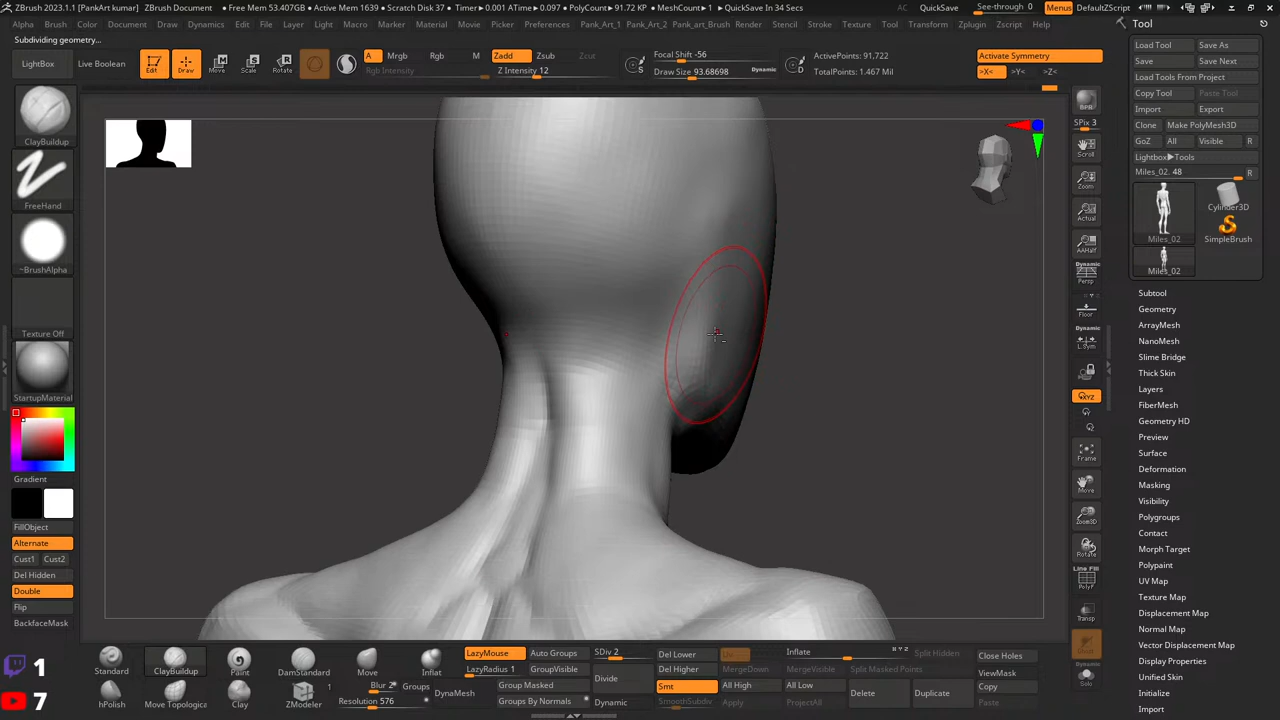 ZBrush 2023.1.1 [PankArt kumar] ZBrush Document • Free Mem 53.407GB • Active Mem 1639 • Scratch Disk 37 • Timer▶0.001 ATime▶0.097 • PolyCount▶91.72 KP • MeshCount▶1 AC QuickSave See-through 0 Menus DefaultZScript
Alpha Brush Color Document Draw Dynamics Edit File Layer Light Macro Marker Material Movie Picker Preferences Pank_Art_1 Pank_Art_2 pank_art_Brush Render Stencil Stroke Texture Tool Transform Zplugin Zscript Help
Subdividing geometry...
Tool
LightBox
Live Boolean
Edit
Draw
Move
Scale
Rotate
A
Mrgb
Rgb
M
Rgb Intensity
Zadd
Zsub
Zcut
Z Intensity 12
Focal Shift -56
Draw Size 93.68698
Dynamic
ActivePoints: 91,722
TotalPoints: 1.467 Mil
Activate Symmetry
>X<
>Y<
>Z<
ClayBuildup
FreeHand
~BrushAlpha
Texture Off
StartupMaterial
Gradient
FillObject
Alternate
Cust1 Cust2
Del Hidden
Double
Flip
BackfaceMask
1
7
BPR
SPix 3
Scroll
Zoom
Actual
AAHalf
Dynamic
Persp
Floor
Dynamic
L.Sym
XYZ
Frame
Move
Zoom3D
Rotate
Line Fill
PolyF
Transp
Dynamic
Solo
Load Tool
Save As
Save
Save Next
Load Tools From Project
Copy Tool
Paste Tool
Import
Export
Clone
Make PolyMesh3D
GoZ
All
Visible
R
Lightbox▶Tools
Miles_02. 48
R
Miles_02
Cylinder3D
SimpleBrush
Miles_02
Subtool
Geometry
ArrayMesh
NanoMesh
Slime Bridge
Thick Skin
Layers
FiberMesh
Geometry HD
Preview
Surface
Deformation
Masking
Visibility
Polygroups
Contact
Morph Target
Polypaint
UV Map
Texture Map
Displacement Map
Normal Map
Vector Displacement Map
Display Properties
Unified Skin
Initialize
Import
Standard
ClayBuildup
Paint
DamStandard
Move
Inflat
hPolish
Move Topologica
Clay
ZModeler
1
Blur 2
Groups
DynaMesh
Resolution 576
LazyMouse
LazyRadius 1
Auto Groups
GroupVisible
Group Masked
Groups By Normals
SDiv 2
Divide
Dynamic
Del Lower
Del Higher
Smt
SmoothSubdiv
MergeDown
All High
Apply
Inflate
MergeVisible
All Low
ProjectAll
Split Hidden
Split Masked Points
Delete
Duplicate
Close Holes
ViewMask
Copy
Paste